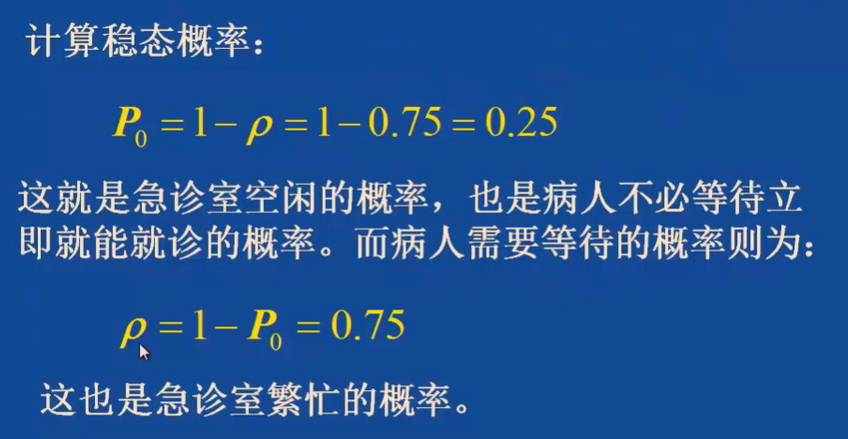 计算稳态概率：
P₀ = 1 − ρ = 1 − 0.75 = 0.25
这就是急诊室空闲的概率，也是病人不必等待立
即就能就诊的概率。而病人需要等待的概率则为：
ρ = 1 − P₀ = 0.75
这也是急诊室繁忙的概率。